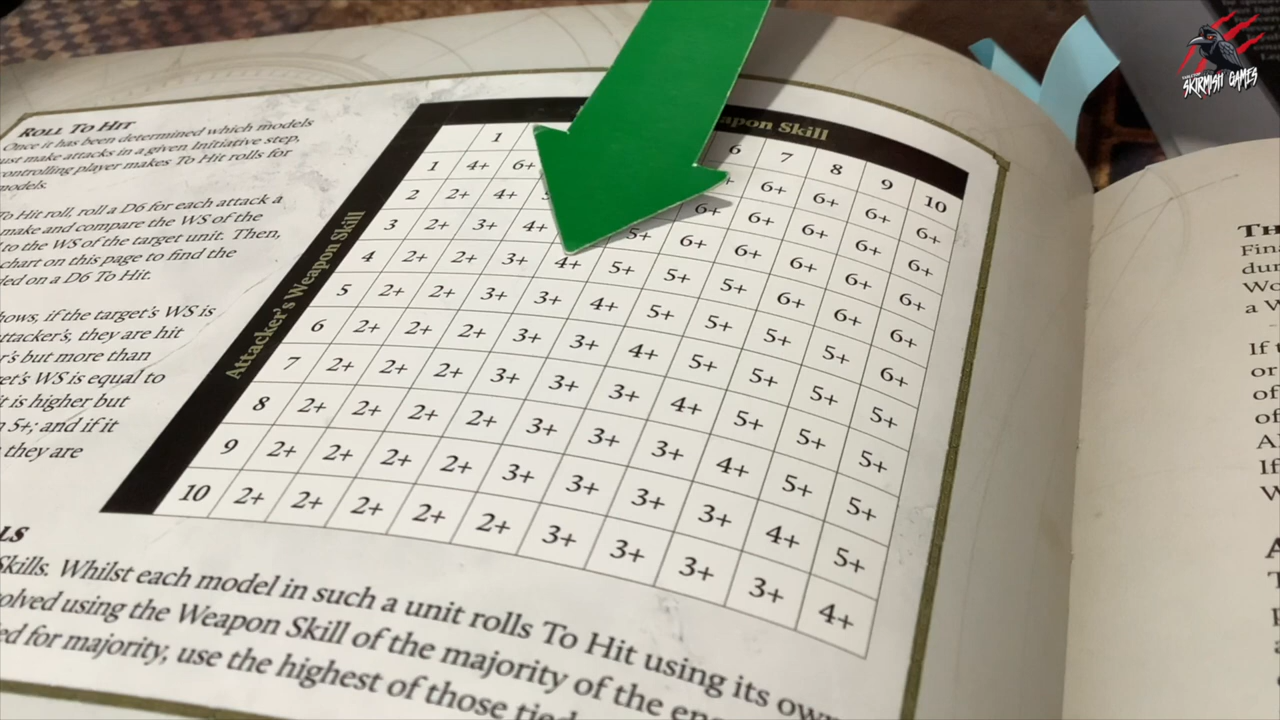 SKIRMISH GAMES
ROLL TO HIT
Once it has been determined which models
ust make attacks in a given Initiative step,
controlling player makes To Hit rolls for
models.
To Hit roll, roll a D6 for each attack a
make and compare the WS of the
to the WS of the target unit. Then,
chart on this page to find the
ded on a D6 To Hit.
hows, if the target's WS is
ttacker's, they are hit
r's but more than
et's WS is equal to
it is higher but
5+; and if it
they are
apon Skill
Attacker's Weapon Skill
1 6 7 8 9 10
1 4+ 6+ 6+ 6+ 6+ 6+
2 2+ 4+ 6+ 6+ 6+ 6+ 6+
3 2+ 3+ 4+ 5+ 6+ 6+ 6+ 6+ 6+
4 2+ 2+ 3+ 4+ 5+ 5+ 5+ 6+ 6+ 6+
5 2+ 2+ 3+ 3+ 4+ 5+ 5+ 5+ 5+ 6+
6 2+ 2+ 2+ 3+ 3+ 4+ 5+ 5+ 5+ 5+
7 2+ 2+ 2+ 3+ 3+ 3+ 4+ 5+ 5+ 5+
8 2+ 2+ 2+ 2+ 3+ 3+ 3+ 4+ 5+ 5+
9 2+ 2+ 2+ 2+ 3+ 3+ 3+ 3+ 4+ 5+
10 2+ 2+ 2+ 2+ 2+ 3+ 3+ 3+ 3+ 4+
LS
Skills. Whilst each model in such a unit rolls To Hit using its own
olved using the Weapon Skill of the majority of the en
ed for majority, use the highest of those tied
TH
Fin
dur
Wo
a W
If t
or
of
of
A
If
W